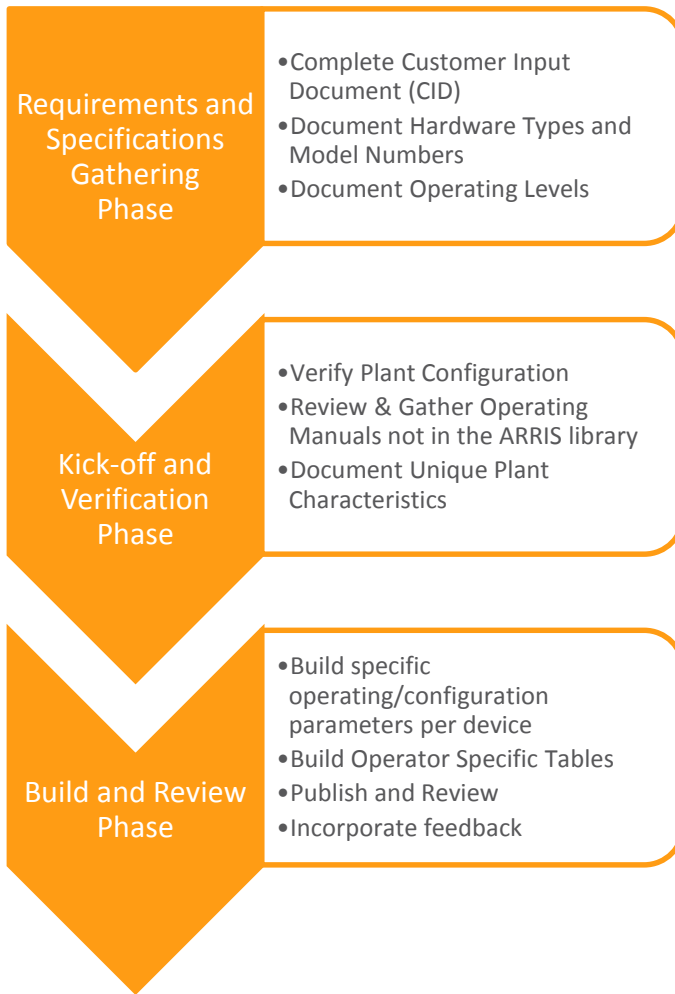 Requirements and
Specifications
Gathering
Phase
•Complete Customer Input
Document (CID)
•Document Hardware Types and
Model Numbers
•Document Operating Levels
Kick-off and
Verification
Phase
•Verify Plant Configuration
•Review & Gather Operating
Manuals not in the ARRIS library
•Document Unique Plant
Characteristics
Build and Review
Phase
•Build specific
operating/configuration
parameters per device
•Build Operator Specific Tables
•Publish and Review
•Incorporate feedback